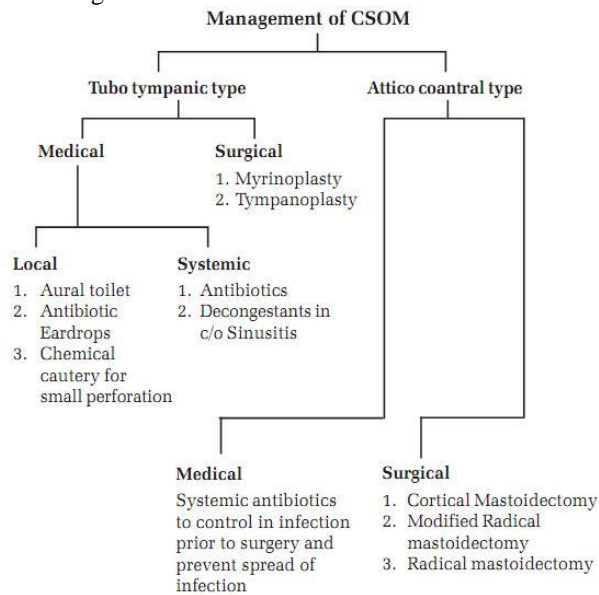 Management of CSOM
Tubo tympanic type
Attico coantral type
Medical
Surgical
1. Myrinoplasty
2. Tympanoplasty
Local
1. Aural toilet
2. Antibiotic
Eardrops
3. Chemical
cautery for
small perforation
Systemic
1. Antibiotics
2. Decongestants in
c/o Sinusitis
Medical
Systemic antibiotics
to control in infection
prior to surgery and
prevent spread of
infection
Surgical
1. Cortical Mastoidectomy
2. Modified Radical
mastoidectomy
3. Radical mastoidectomy